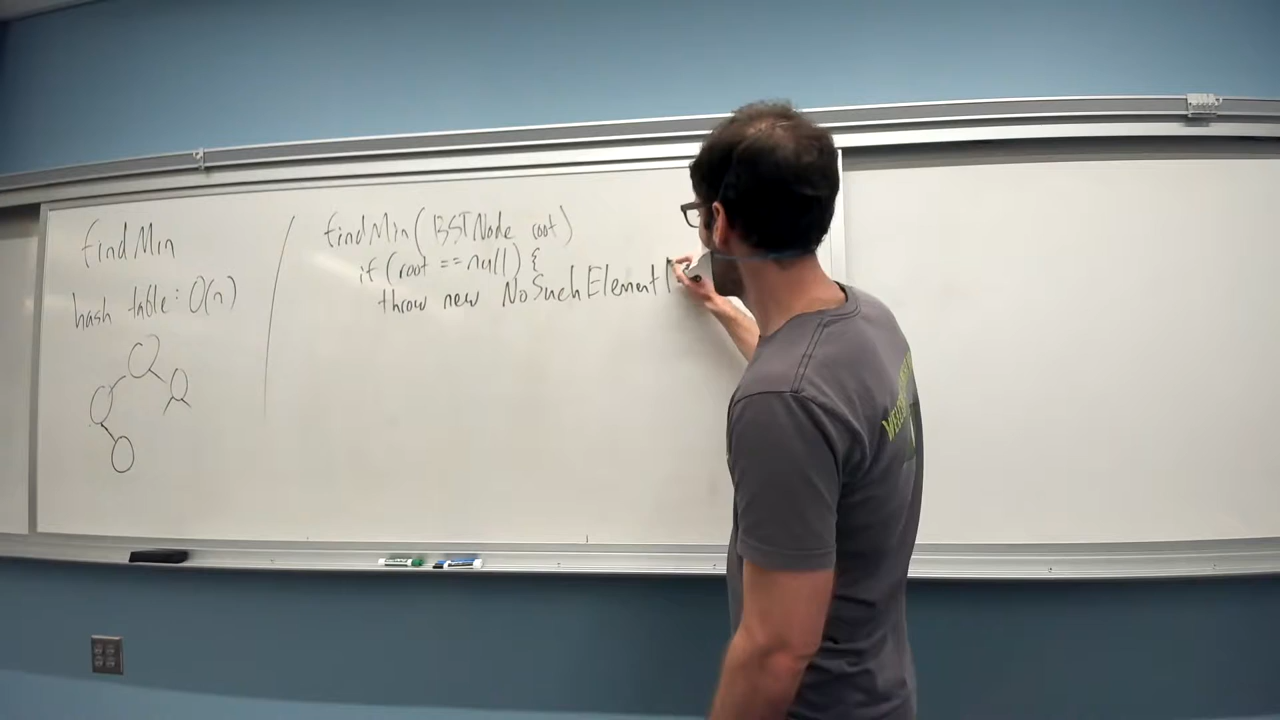 findMin
hash table: O(n)
findMin(BSTNode root)
if (root == null) {
throw new NoSuchElement